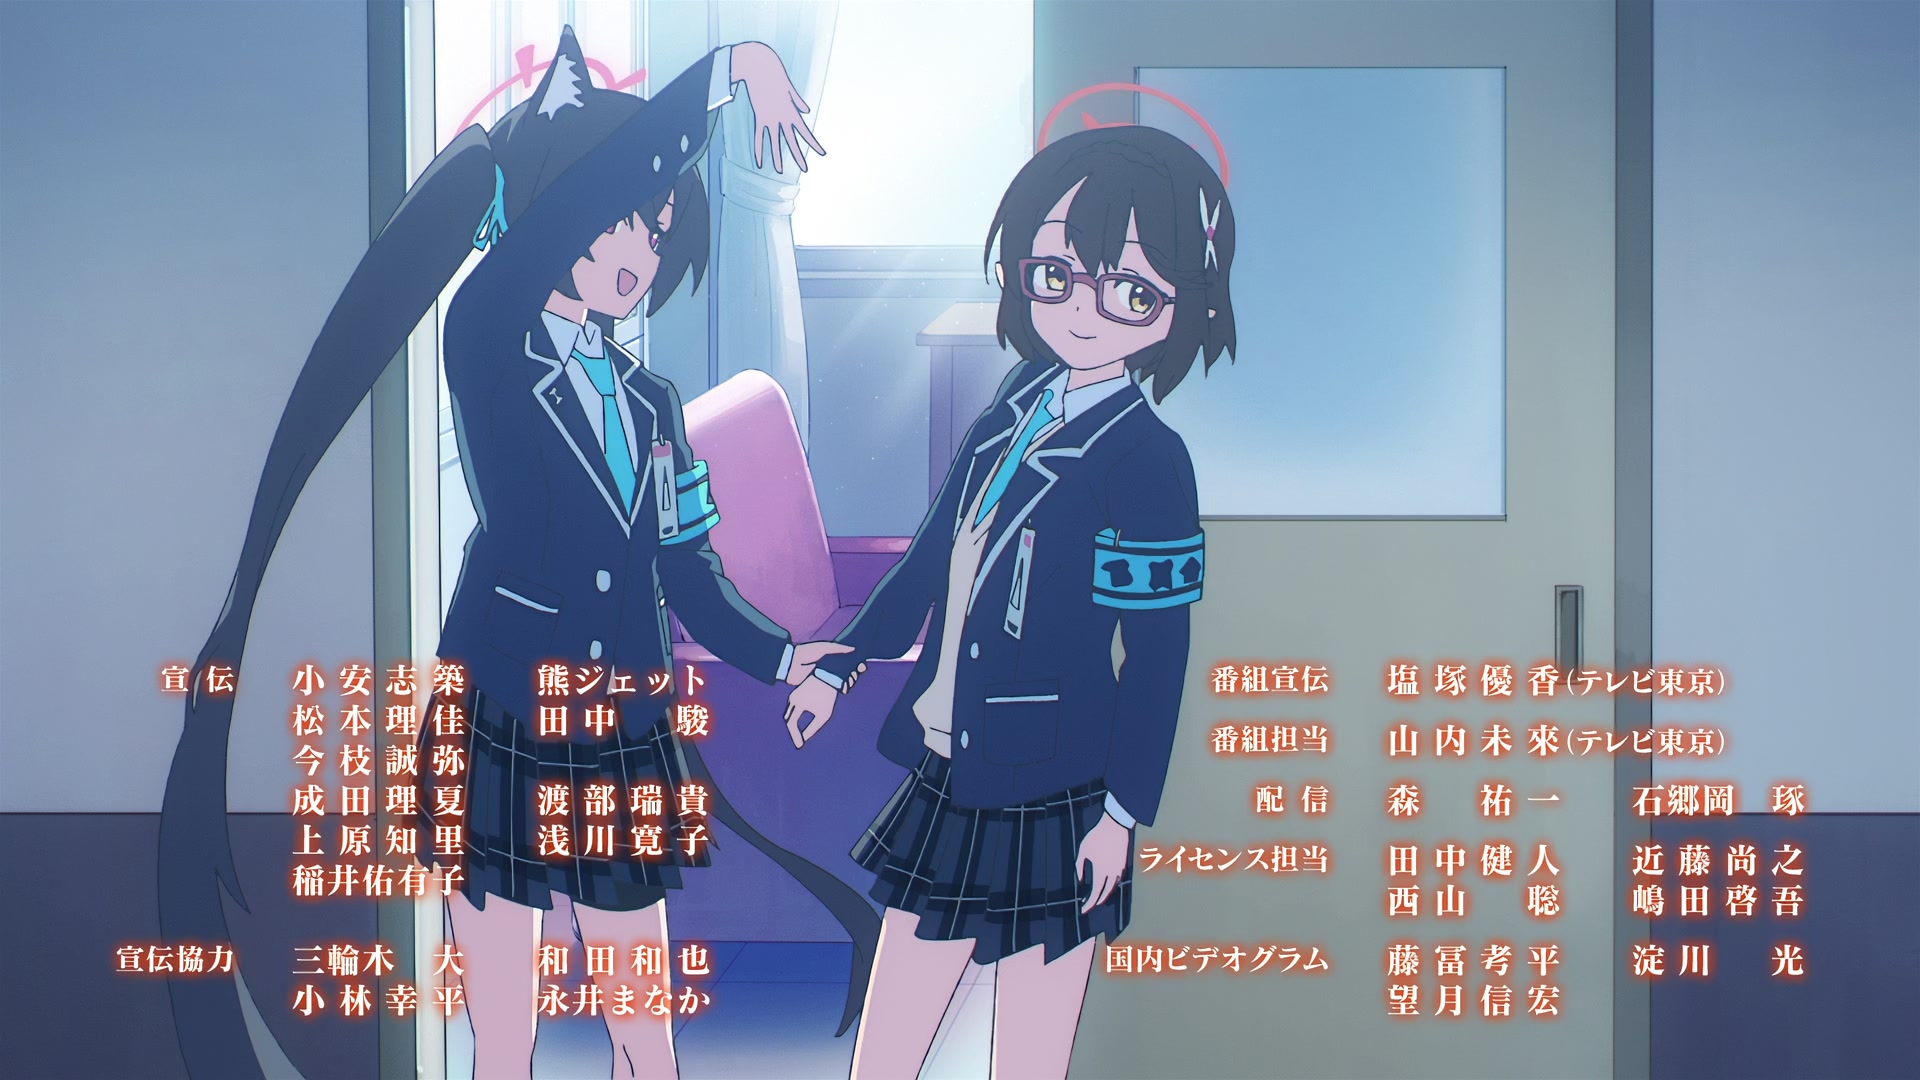 宣伝 小安志築 熊ジェット
松本理佳 田中駿
今枝誠弥
成田理夏 渡部瑞貴
上原知里 浅川寛子
稲井佑有子
宣伝協力 三輪木大 和田和也
小林幸平 永井まなか
番組宣伝 塩塚優香(テレビ東京)
番組担当 山内未來(テレビ東京)
配信 森祐一 石郷岡琢
ライセンス担当 田中健人 近藤尚之
西山聡 嶋田啓吾
国内ビデオグラム 藤冨考平 淀川光
望月信宏